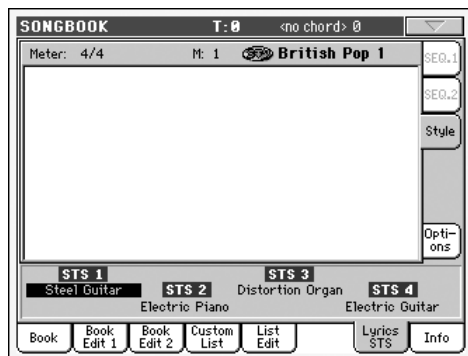 SONGBOOK T:0 <no chord> 0
Meter: 4/4 M: 1 British Pop 1
SEQ.1
SEQ.2
Style
Opti-
ons
STS 1 STS 3
Steel Guitar STS 2 Distortion Organ STS 4
Electric Piano Electric Guitar
Book Book Edit 1 Book Edit 2 Custom List List Edit Lyrics STS Info